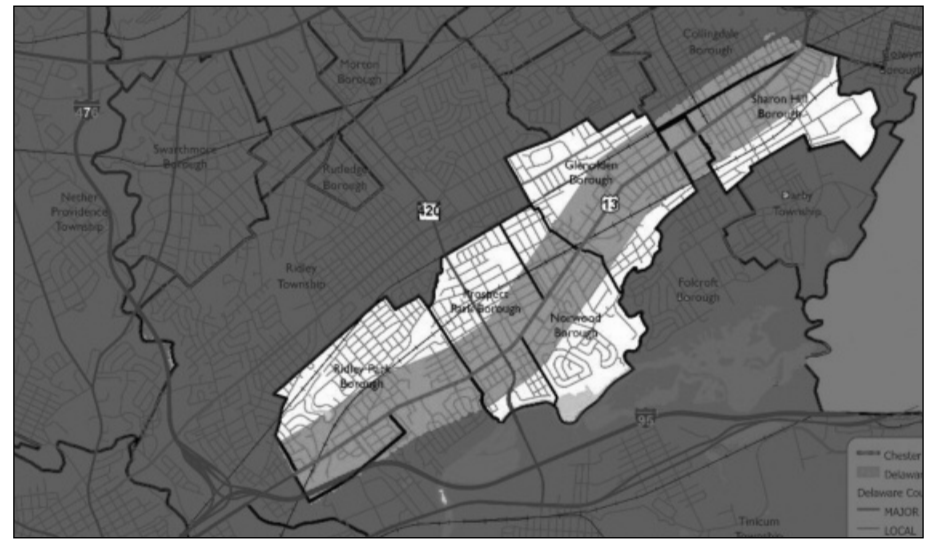 Collingdale
Borough
Morton
Borough
476
Sharon Hill
Borough
Swarthmore
Borough
Glenolden
Borough
Rutledge
Borough
Darby
Township
Nether
Providence
Township
420
13
Ridley
Township
Folcroft
Borough
Prospect
Park Borough
Norwood
Borough
Ridley Park
Borough
95
Chester
Delaware Cou
MAJOR
LOCAL
Tinicum
Township